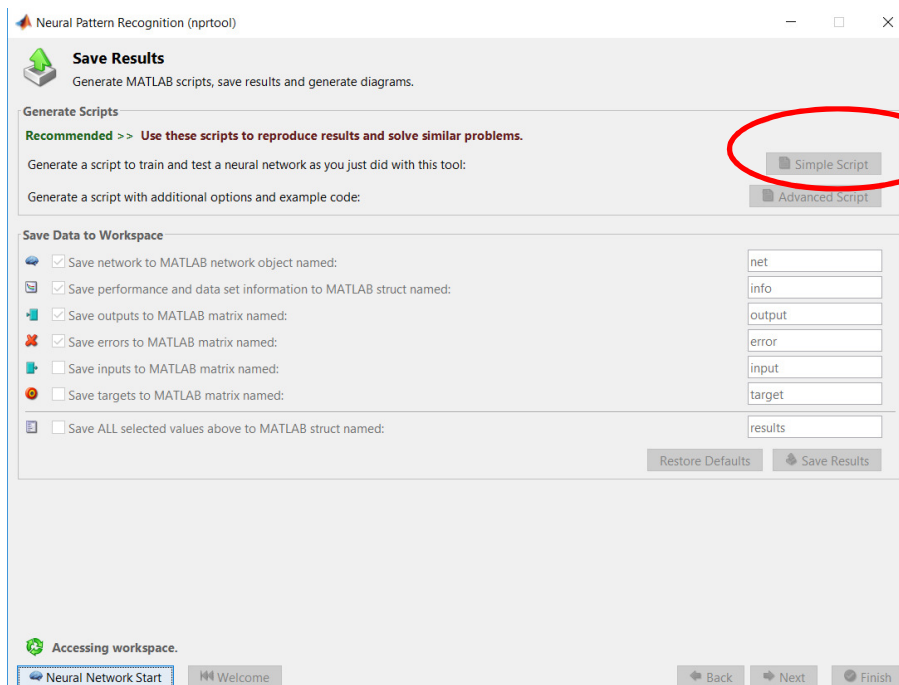 Neural Pattern Recognition (nprtool)
Save Results
Generate MATLAB scripts, save results and generate diagrams.
Generate Scripts
Recommended >> Use these scripts to reproduce results and solve similar problems.
Generate a script to train and test a neural network as you just did with this tool: Simple Script
Generate a script with additional options and example code: Advanced Script
Save Data to Workspace
Save network to MATLAB network object named: net
Save performance and data set information to MATLAB struct named: info
Save outputs to MATLAB matrix named: output
Save errors to MATLAB matrix named: error
Save inputs to MATLAB matrix named: input
Save targets to MATLAB matrix named: target
Save ALL selected values above to MATLAB struct named: results
Restore Defaults Save Results
Accessing workspace.
Neural Network Start Welcome Back Next Finish